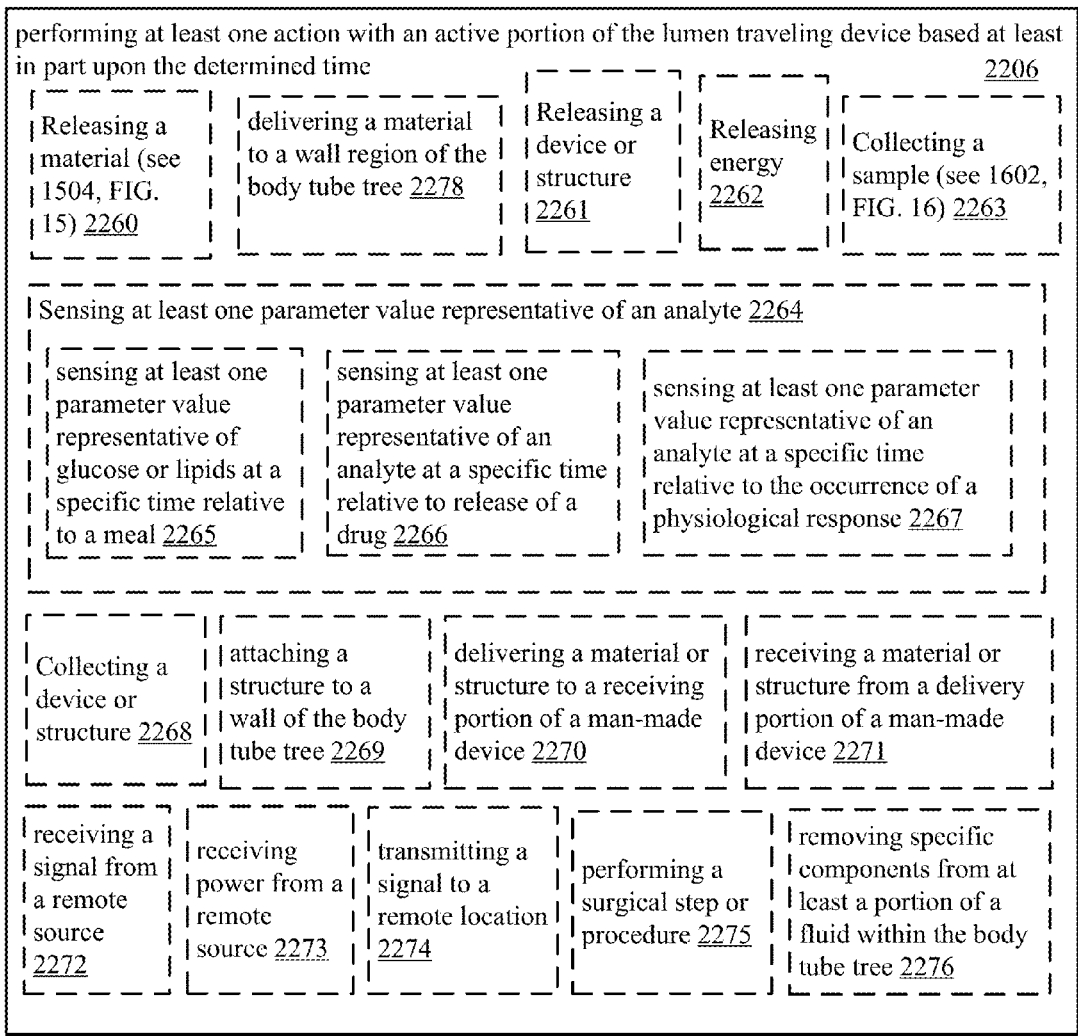 performing at least one action with an active portion of the lumen traveling device based at least
in part upon the determined time 2206
Releasing a
material (see
1504, FIG.
15) 2260
delivering a material
to a wall region of the
body tube tree 2278
Releasing a
device or
structure
2261
Releasing
energy
2262
Collecting a
sample (see 1602,
FIG. 16) 2263
Sensing at least one parameter value representative of an analyte 2264
sensing at least one
parameter value
representative of
glucose or lipids at a
specific time relative
to a meal 2265
sensing at least one
parameter value
representative of an
analyte at a specific time
relative to release of a
drug 2266
sensing at least one parameter
value representative of an
analyte at a specific time
relative to the occurrence of a
physiological response 2267
Collecting a
device or
structure 2268
attaching a
structure to a
wall of the body
tube tree 2269
delivering a material or
structure to a receiving
portion of a man-made
device 2270
receiving a material or
structure from a delivery
portion of a man-made
device 2271
receiving a
signal from
a remote
source
2272
receiving
power from a
remote
source 2273
transmitting a
signal to a
remote location
2274
performing a
surgical step or
procedure 2275
removing specific
components from at
least a portion of a
fluid within the body
tube tree 2276